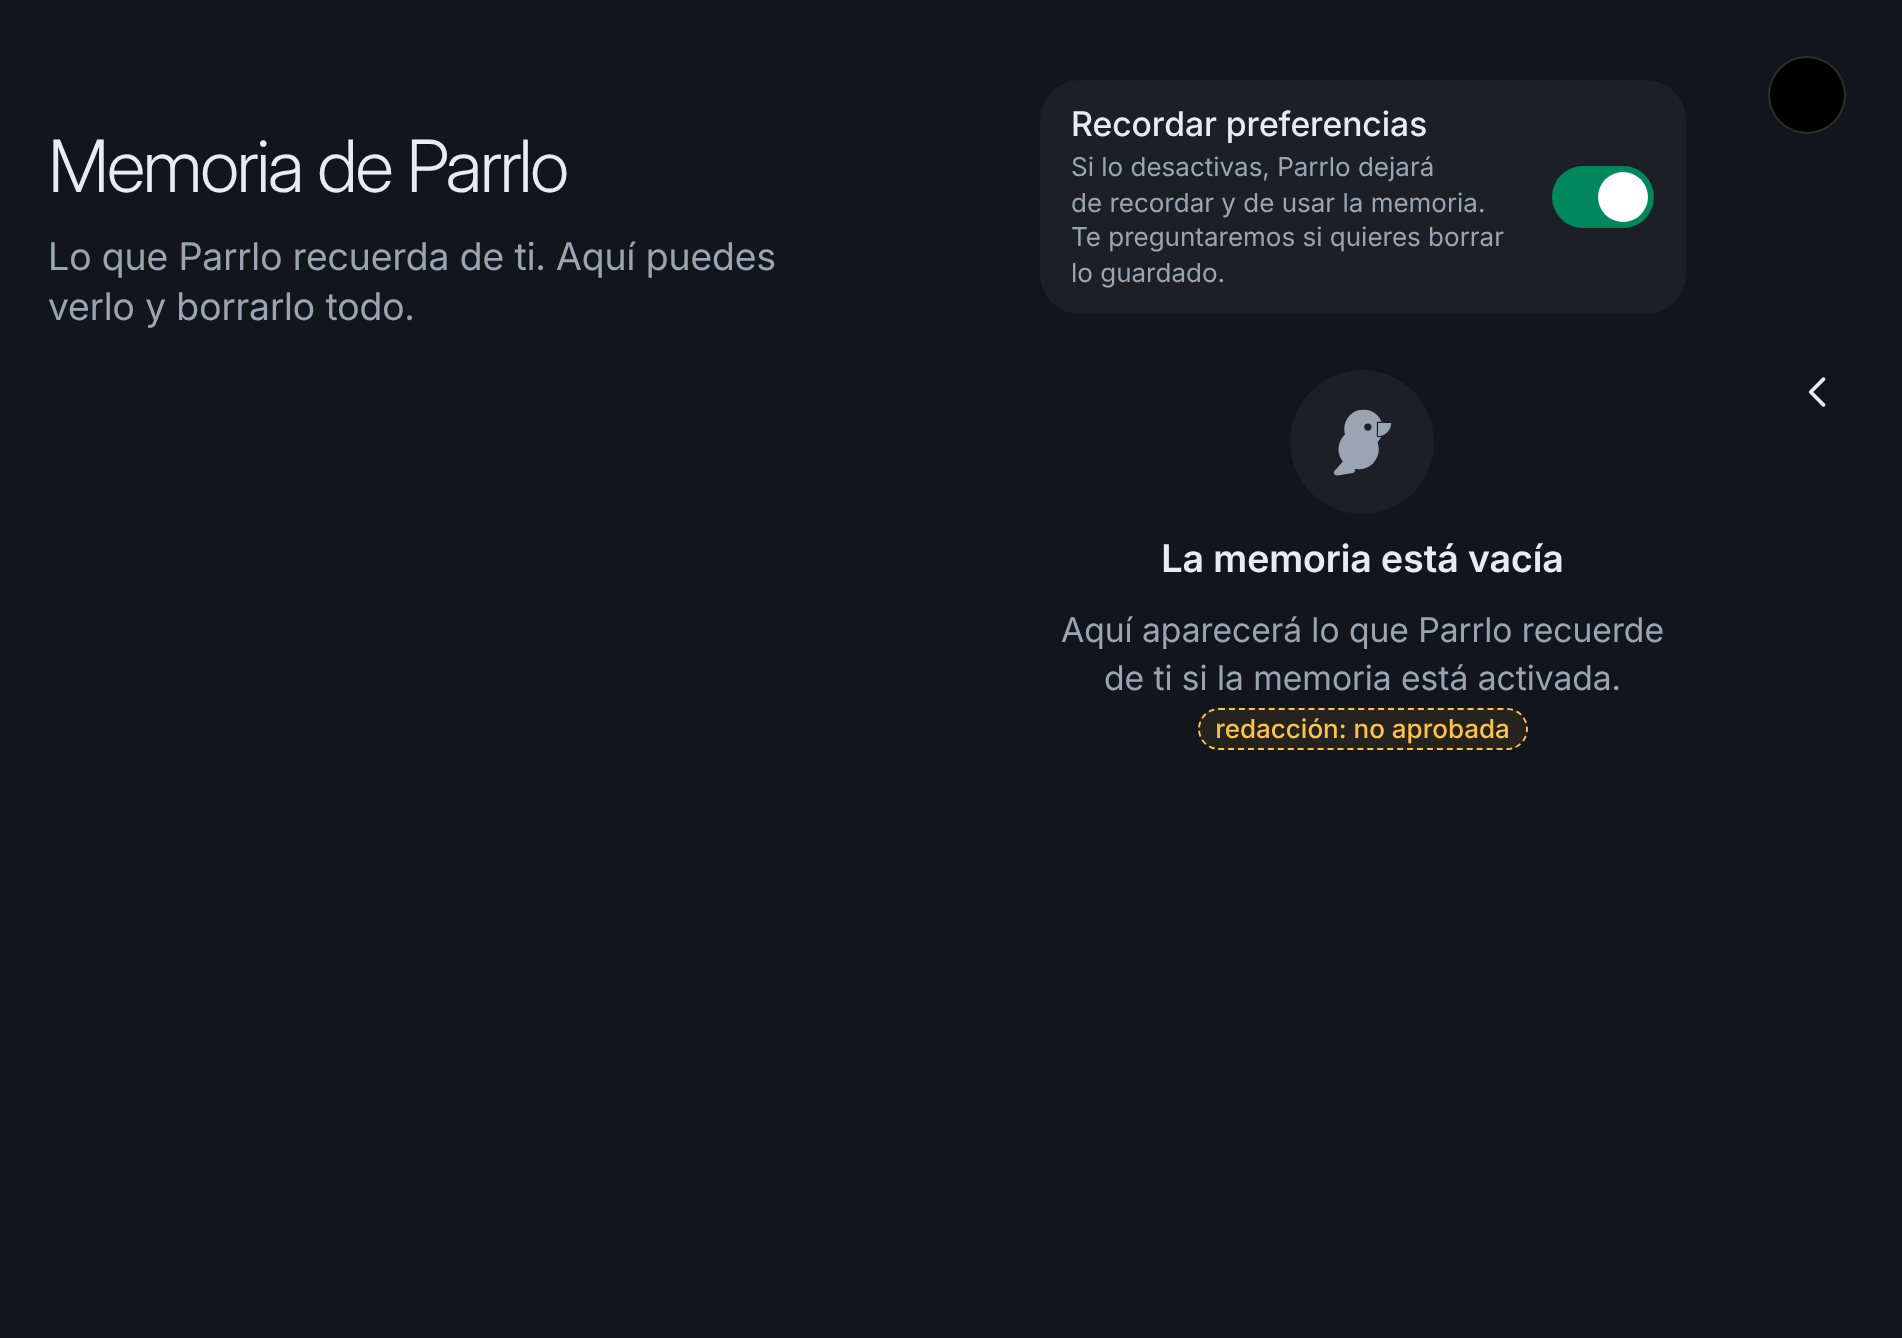 Memoria de Parrlo
Lo que Parrlo recuerda de ti. Aquí puedes
verlo y borrarlo todo.
Recordar preferencias
Si lo desactivas, Parrlo dejará
de recordar y de usar la memoria.
Te preguntaremos si quieres borrar
lo guardado.
La memoria está vacía
Aquí aparecerá lo que Parrlo recuerde
de ti si la memoria está activada.
redacción: no aprobada